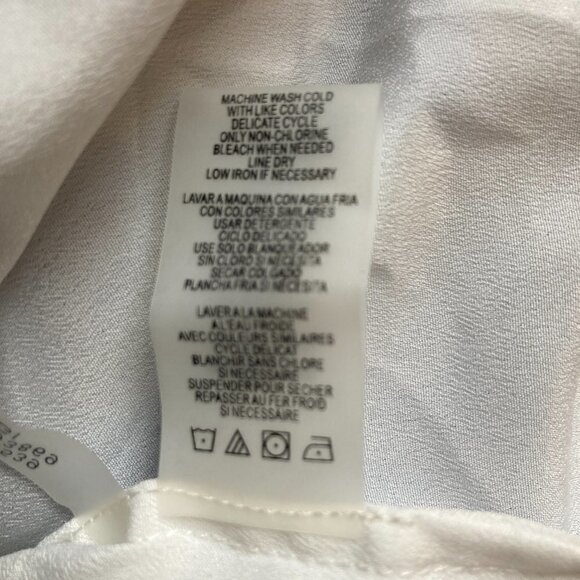 MACHINE WASH COLD
WITH LIKE COLORS
DELICATE CYCLE
ONLY NON-CHLORINE
BLEACH WHEN NEEDED
LINE DRY
LOW IRON IF NECESSARY
LAVAR A MAQUINA CON AGUA FRIA
CON COLORES SIMILARES
USAR DETERGENTE
CICLO DELICADO
USE SOLO BLANQUEADOR
SIN CLORO SI NECESITA
SECAR COLGADO
PLANCHA FRIA SI NECESITA
LAVER A LA MACHINE
A L'EAU FROIDE
AVEC COULEURS SIMILAIRES
CYCLE DELICAT
BLANCHIR SANS CHLORE
SI NECESSAIRE
SUSPENDER POUR SECHER
REPASSER AU FER FROID
SI NECESSAIRE